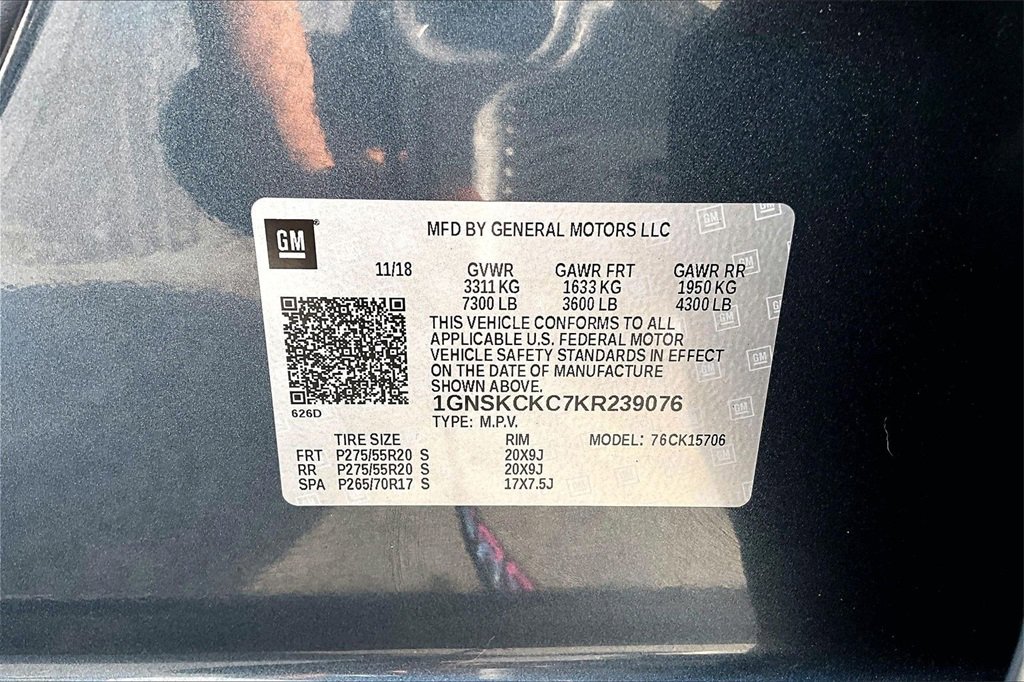 GM®
MFD BY GENERAL MOTORS LLC
11/18 GVWR GAWR FRT GAWR RR
3311 KG 1633 KG 1950 KG
7300 LB 3600 LB 4300 LB
THIS VEHICLE CONFORMS TO ALL
APPLICABLE U.S. FEDERAL MOTOR
VEHICLE SAFETY STANDARDS IN EFFECT
ON THE DATE OF MANUFACTURE
SHOWN ABOVE.
626D
1GNSKCKC7KR239076
TYPE: M.P.V.
TIRE SIZE RIM MODEL: 76CK15706
FRT P275/55R20 S 20X9J
RR P275/55R20 S 20X9J
SPA P265/70R17 S 17X7.5J